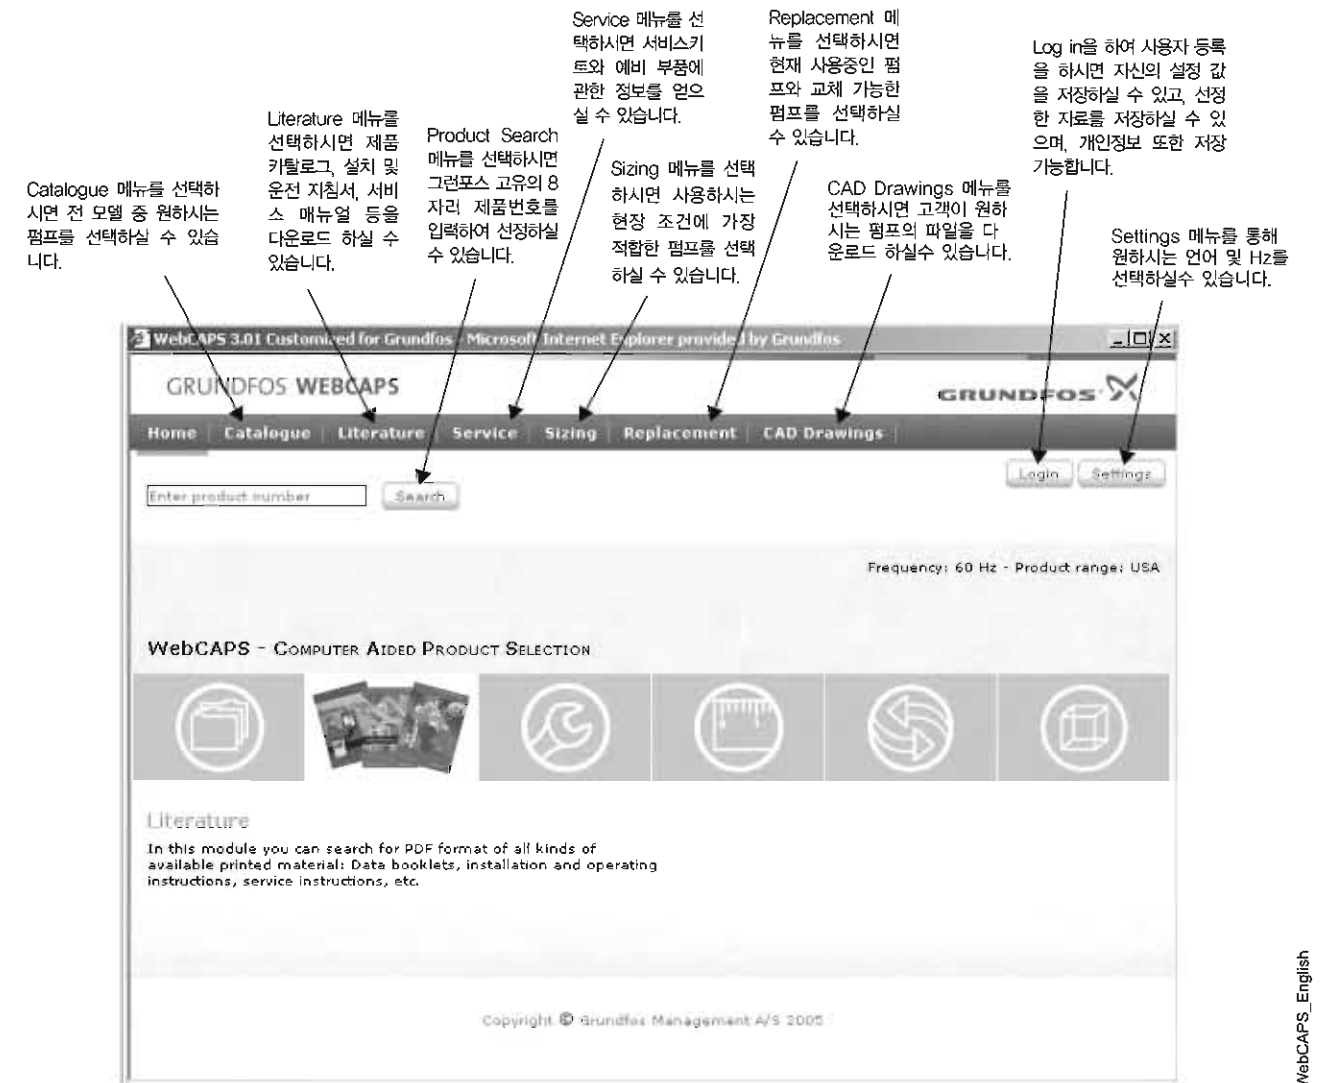 Service 메뉴를 선
택하시면 서비스키
트와 예비 부품에
관한 정보를 얻으
실 수 있습니다.
Replacement 메
뉴를 선택하시면
현재 사용중인 펌
프와 교체 가능한
펌프를 선택하실
수 있습니다.
Log in을 하여 사용자 등록
을 하시면 자신의 설정 값
을 저장하실 수 있고, 선정
한 자료를 저장하실 수 있
으며, 개인정보 또한 저장
가능합니다.
Literature 메뉴를
선택하시면 제품
카탈로그, 설치 및
운전 지침서, 서비
스 매뉴얼 등을
다운로드 하실 수
있습니다.
Product Search
메뉴를 선택하시면
그런포스 고유의 8
자리 제품번호를
입력하여 선정하실
수 있습니다.
Sizing 메뉴를 선택
하시면 사용하시는
현장 조건에 가장
적합한 펌프를 선택
하실 수 있습니다.
Catalogue 메뉴를 선택하
시면 전 모델 중 원하시는
펌프를 선택하실 수 있습
니다.
CAD Drawings 메뉴를
선택하시면 고객이 원하
시는 펌프의 파일을 다
운로드 하실수 있습니다.
Settings 메뉴를 통해
원하시는 언어 및 Hz를
선택하실수 있습니다.
WebCAPS 3.01 Customized for Grundfos - Microsoft Internet Explorer provided by Grundfos
GRUNDFOS WEBCAPS
GRUNDFOS
Home Catalogue Literature Service Sizing Replacement CAD Drawings
Login Settings
Enter product number Search
Frequency: 60 Hz - Product range: USA
WebCAPS - COMPUTER AIDED PRODUCT SELECTION
Literature
In this module you can search for PDF format of all kinds of
available printed material: Data booklets, installation and operating
instructions, service instructions, etc.
Copyright © Grundfos Management A/S 2005
WebCAPS_English